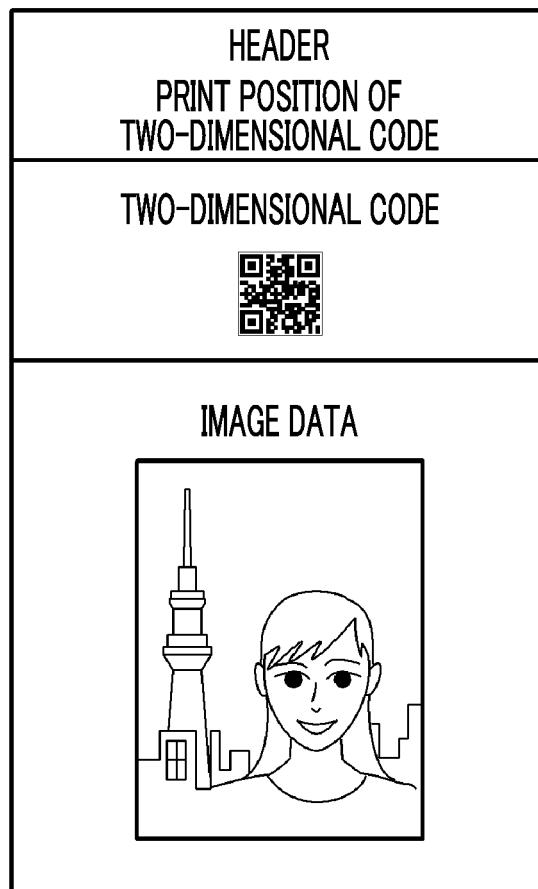 HEADER
PRINT POSITION OF
TWO-DIMENSIONAL CODE
TWO-DIMENSIONAL CODE
IMAGE DATA